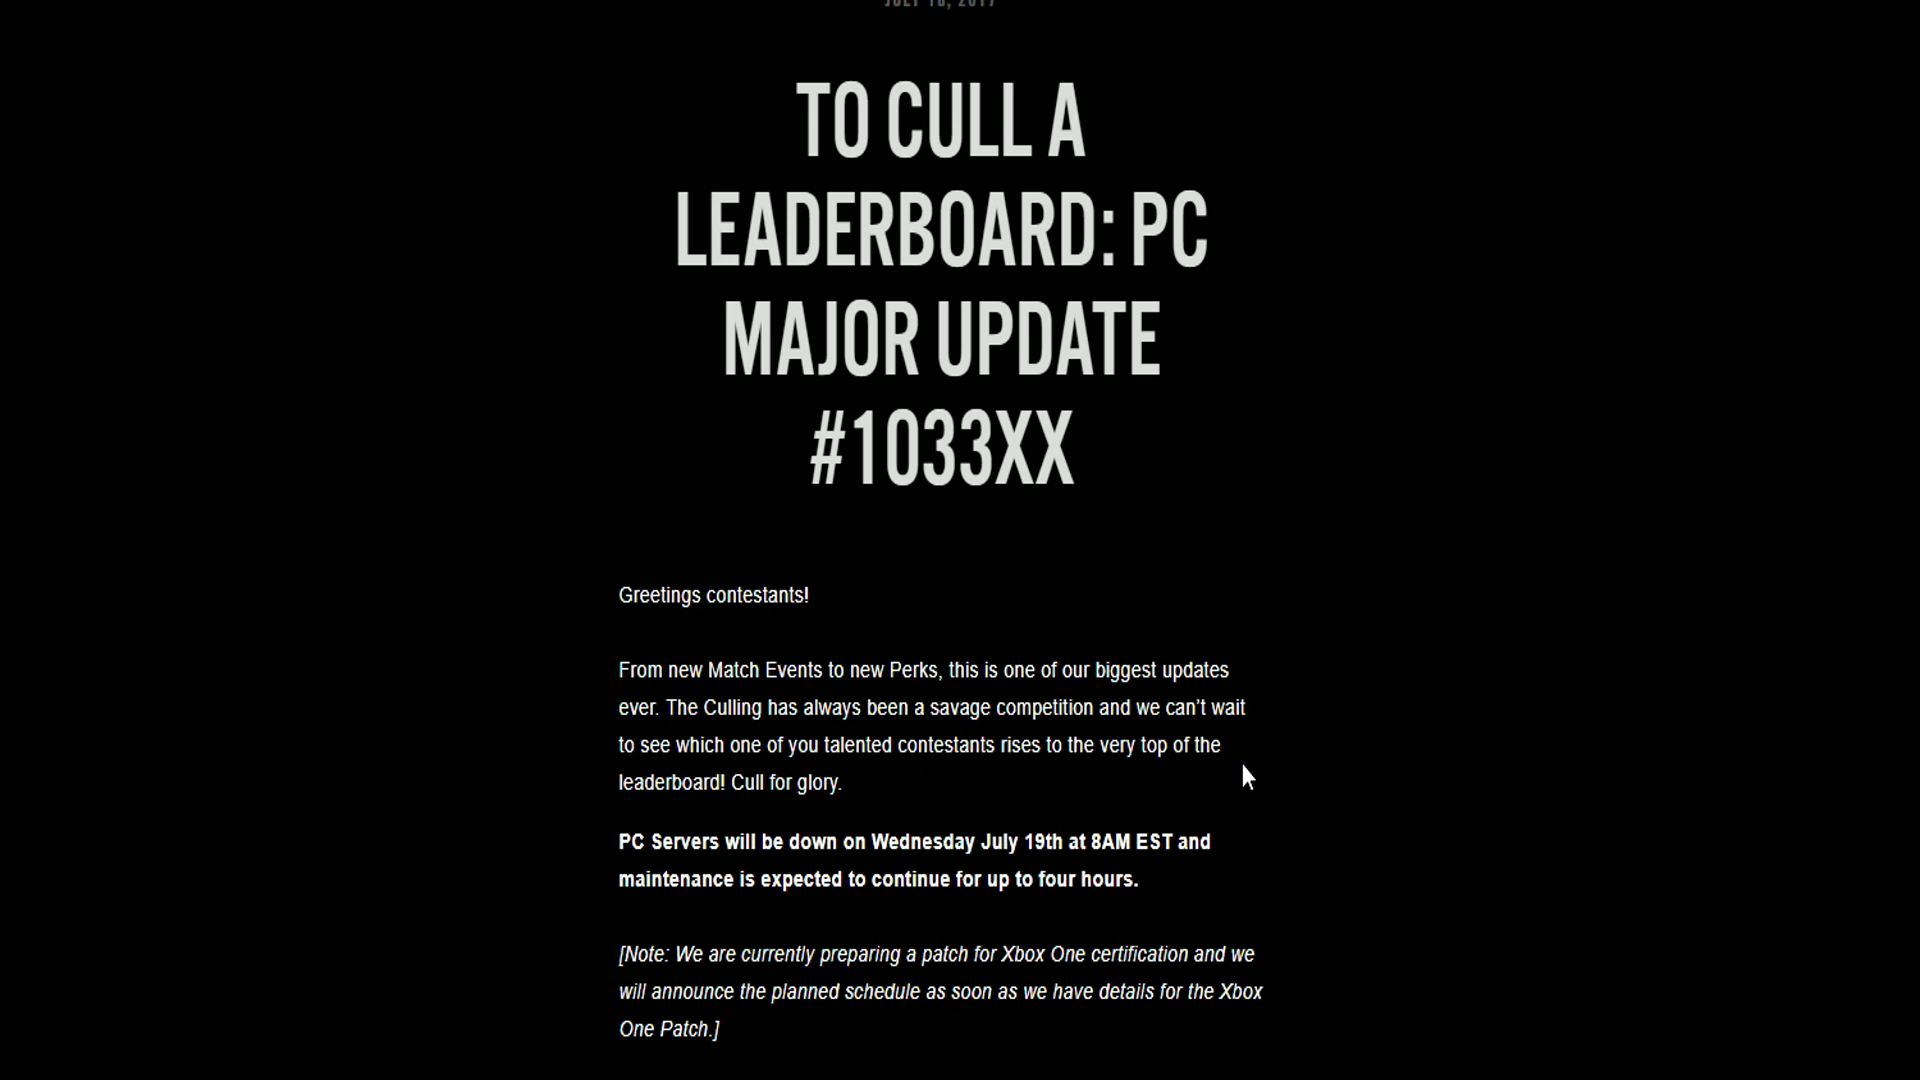 TO CULL A
LEADERBOARD: PC
MAJOR UPDATE
#1033XX
Greetings contestants!
From new Match Events to new Perks, this is one of our biggest updates
ever. The Culling has always been a savage competition and we can’t wait
to see which one of you talented contestants rises to the very top of the
leaderboard! Cull for glory.
PC Servers will be down on Wednesday July 19th at 8AM EST and
maintenance is expected to continue for up to four hours.
[Note: We are currently preparing a patch for Xbox One certification and we
will announce the planned schedule as soon as we have details for the Xbox
One Patch.]